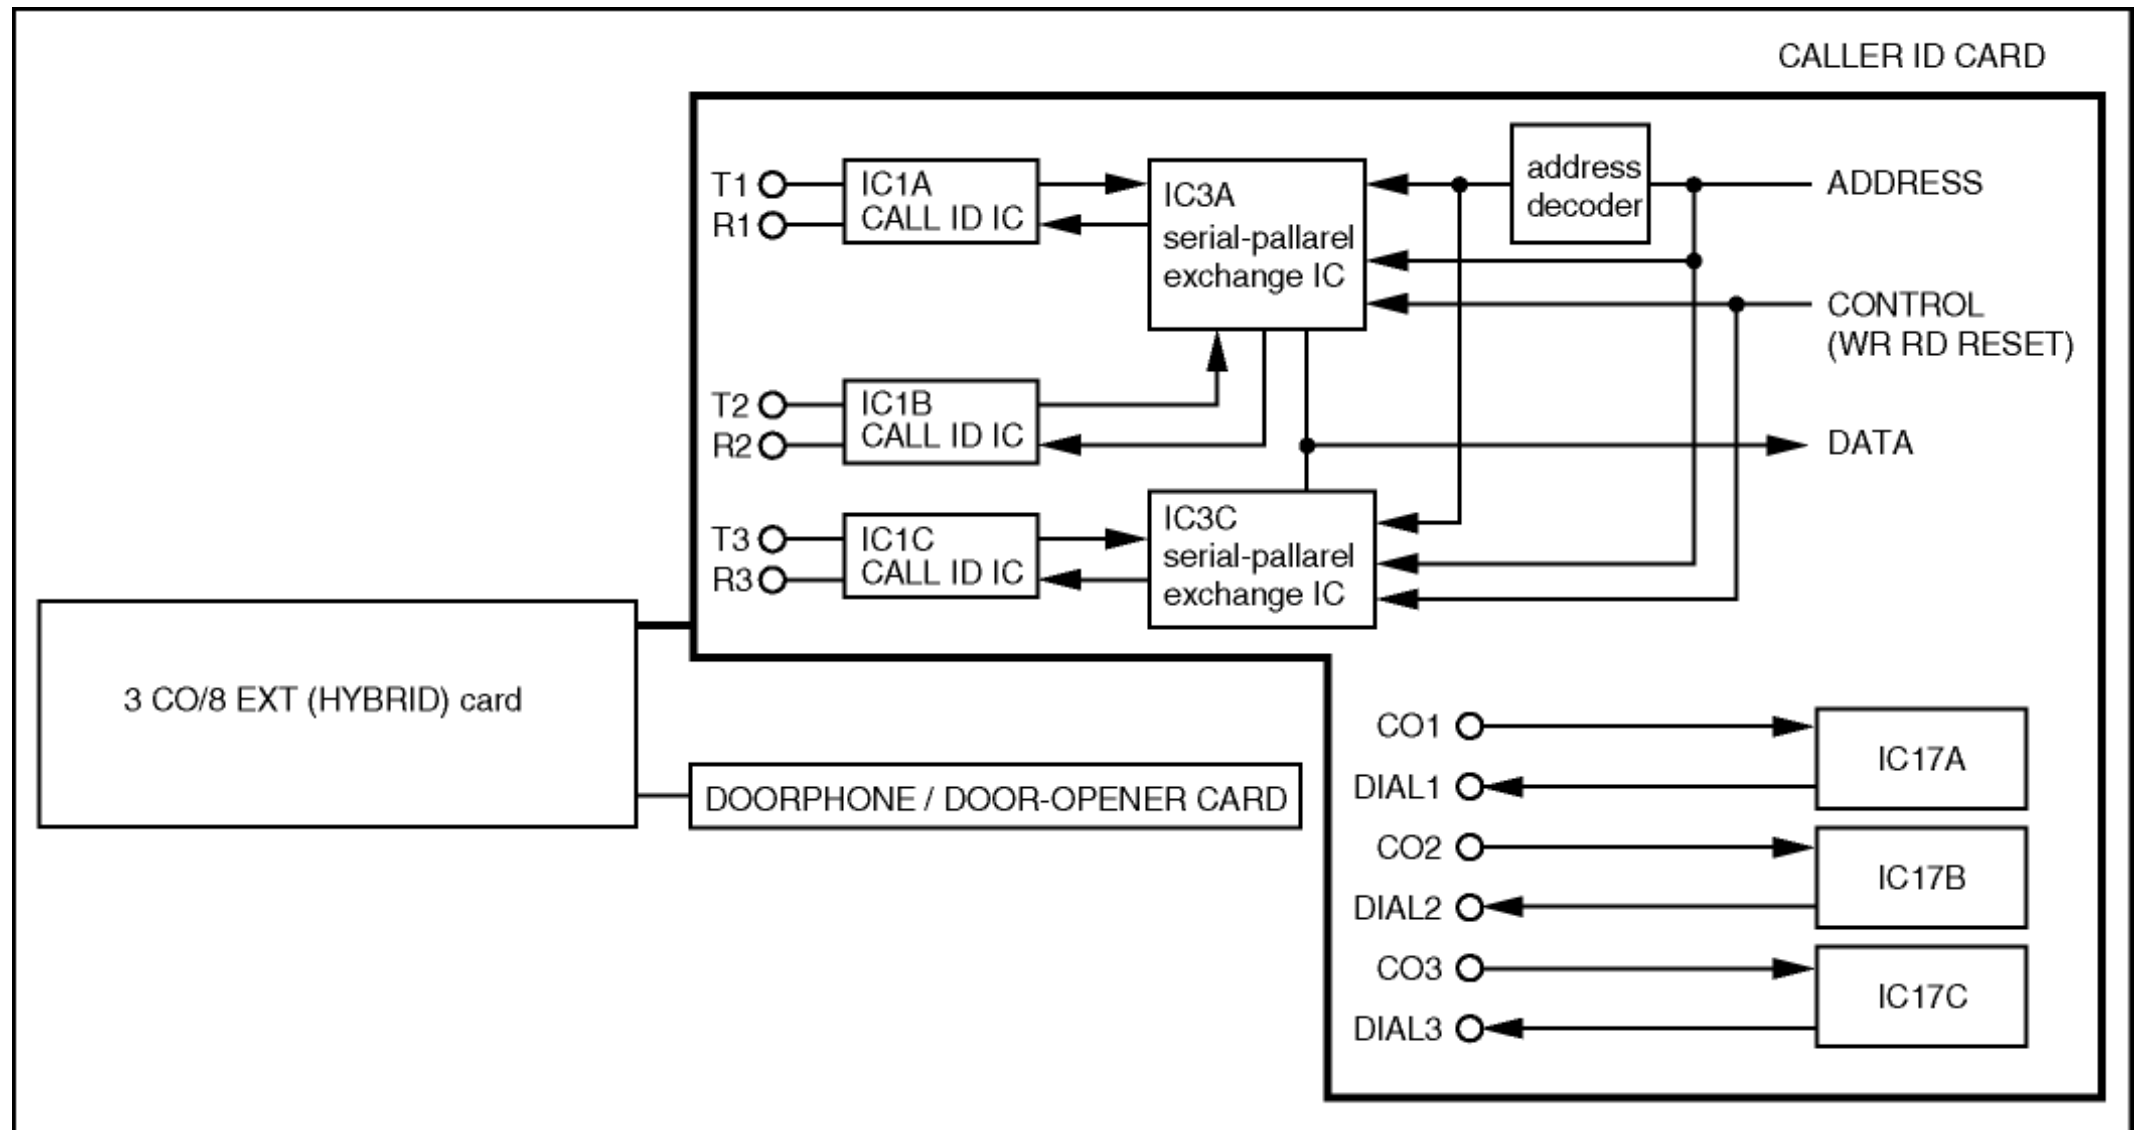 CALLER ID CARD
T1
R1
IC1A
CALL ID IC
IC3A
serial-pallarel
exchange IC
address
decoder
ADDRESS
CONTROL
(WR RD RESET)
T2
R2
IC1B
CALL ID IC
DATA
T3
R3
IC1C
CALL ID IC
IC3C
serial-pallarel
exchange IC
3 CO/8 EXT (HYBRID) card
DOORPHONE / DOOR-OPENER CARD
CO1
DIAL1
IC17A
CO2
DIAL2
IC17B
CO3
DIAL3
IC17C